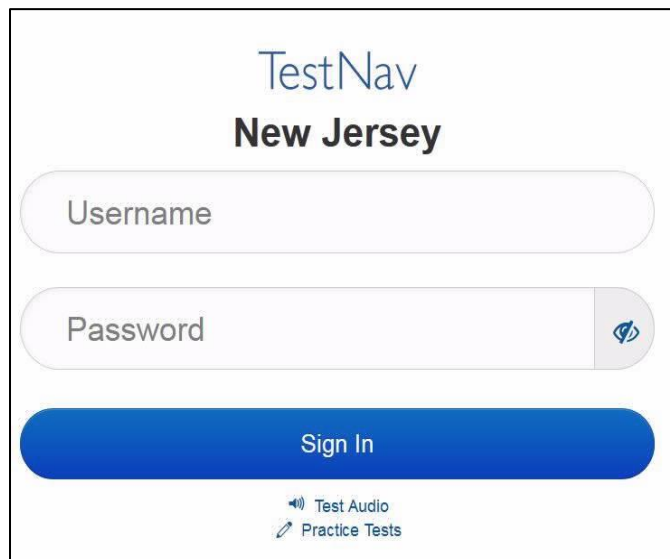 TestNav
New Jersey
Username
Password
Sign In
Test Audio
Practice Tests